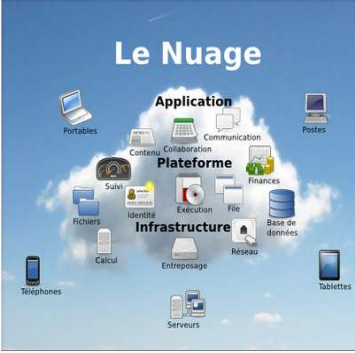 Le Nuage
Application
Portables
Communication
Postes
Contenu
Collaboration
Plateforme
Suivi
Finances
Identité
Exécution
File
Fichiers
Base de
données
Infrastructure
Calcul
Entreposage
Réseau
Téléphones
Tablettes
Serveurs